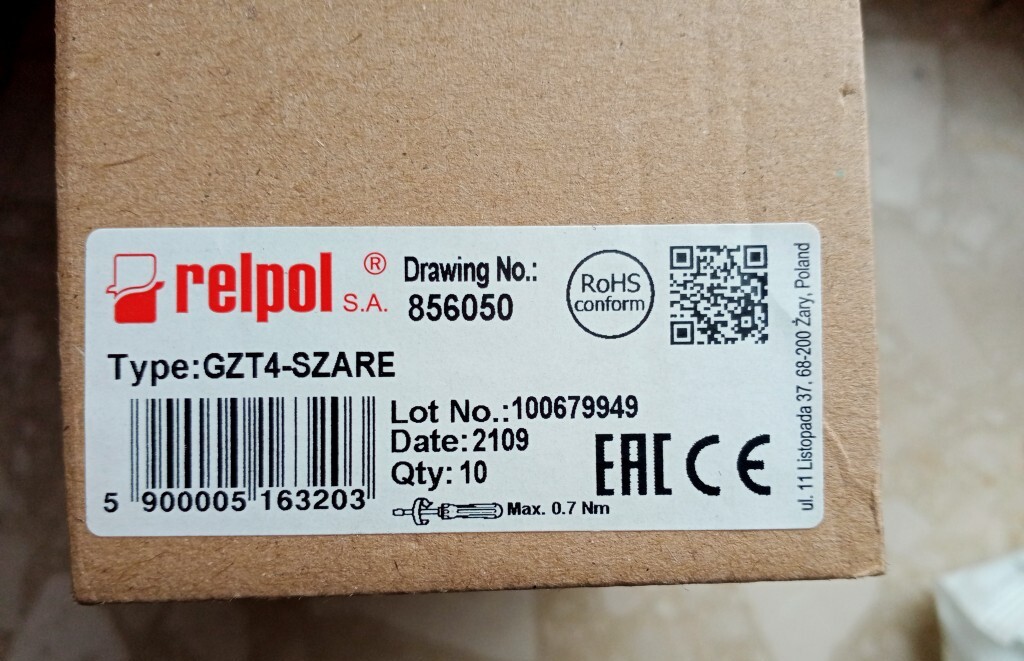 relpol ® S.A.
Drawing No.:
856050
RoHS
conform
Type:GZT4-SZARE
Lot No.:100679949
Date: 2109
Qty: 10
EAC CE
5 900005 163203
Max. 0.7 Nm
ul. 11 Listopada 37, 68-200 Żary, Poland